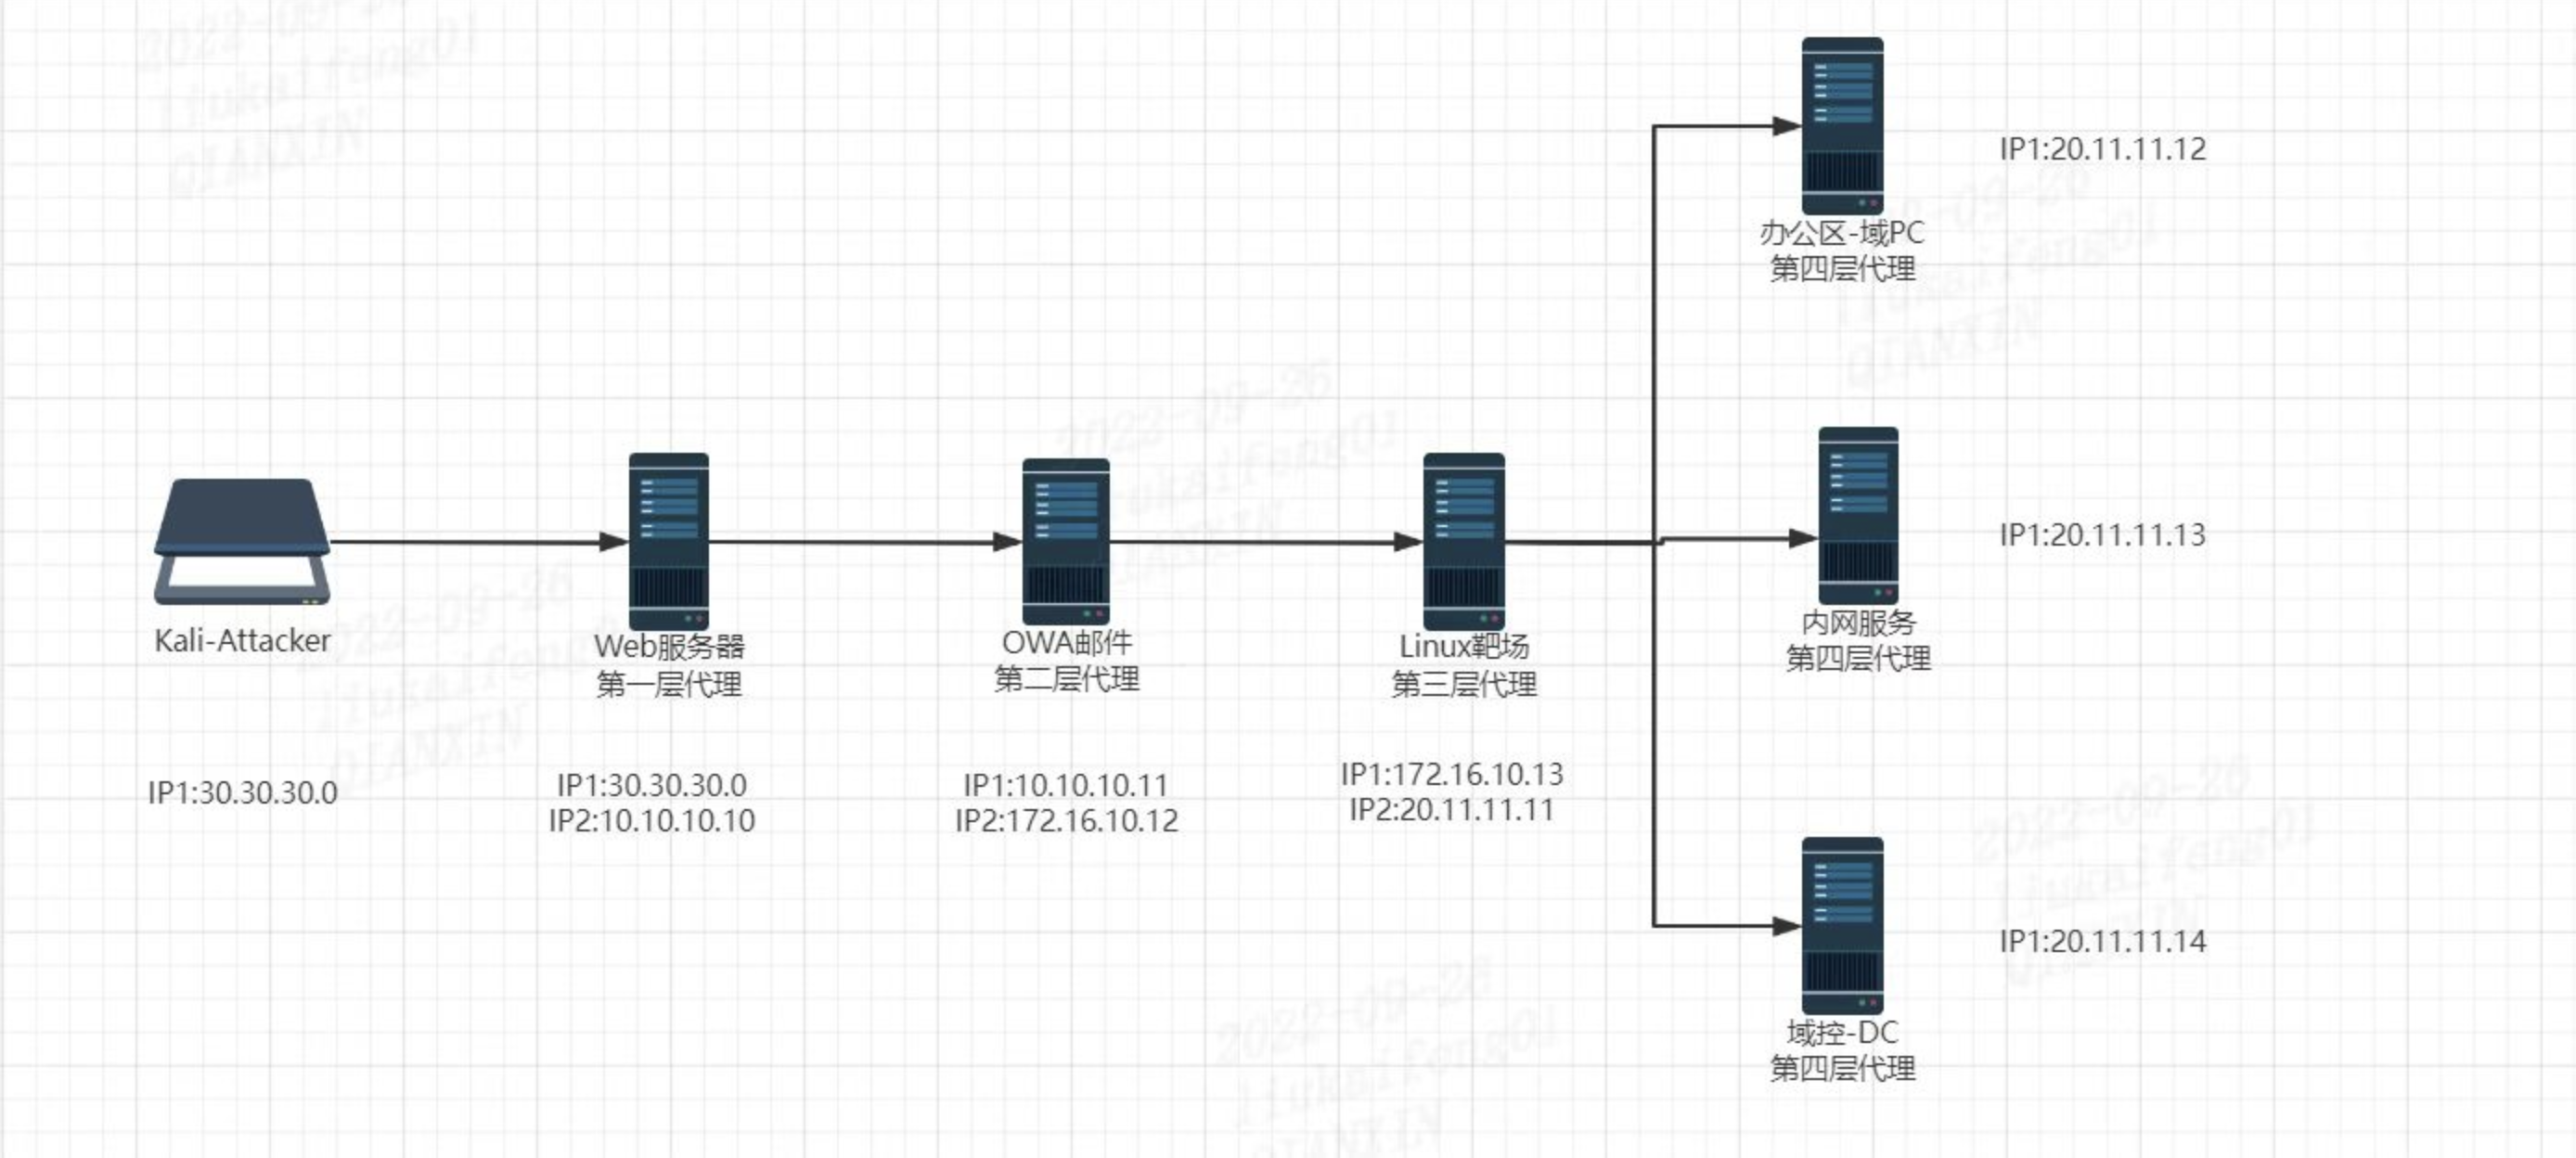 IP1:20.11.11.12
办公区-域PC
第四层代理
IP1:20.11.11.13
内网服务
第四层代理
Kali-Attacker
Web服务器
第一层代理
OWA邮件
第二层代理
Linux靶场
第三层代理
IP1:30.30.30.0
IP1:30.30.30.0
IP2:10.10.10.10
IP1:10.10.10.11
IP2:172.16.10.12
IP1:172.16.10.13
IP2:20.11.11.11
IP1:20.11.11.14
域控-DC
第四层代理
2022-09-26
liukaifeng01
QIANXIN